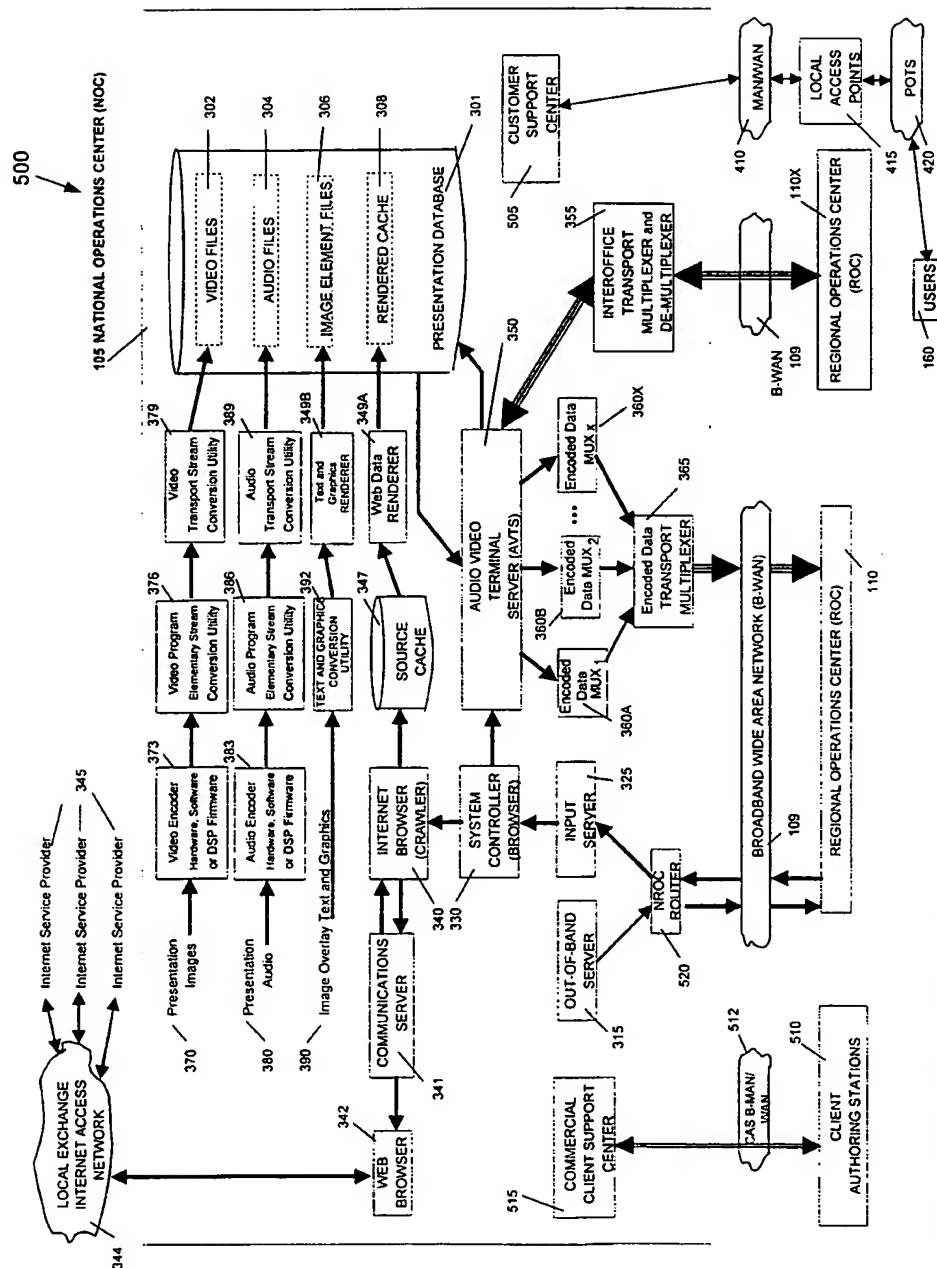 500
105 NATIONAL OPERATIONS CENTER (NOC)
LOCAL EXCHANGE
INTERNET ACCESS
NETWORK
344
Internet Service Provider
Internet Service Provider
Internet Service Provider
345
Presentation
Images
370
Presentation
Audio
380
Image Overlay Text and Graphics
390
373
Video Encoder
Hardware, Software
or DSP Firmware
376
Video Program
Elementary Stream
Conversion Utility
379
Video
Transport Stream
Conversion Utility
383
Audio Encoder
Hardware, Software
or DSP Firmware
386
Audio Program
Elementary Stream
Conversion Utility
389
Audio
Transport Stream
Conversion Utility
392
TEXT AND GRAPHICS
CONVERSION
UTILITY
349B
Text and
Graphics
RENDERER
349A
Web Data
RENDERER
347
SOURCE
CACHE
VIDEO FILES
302
AUDIO FILES
304
IMAGE ELEMENT FILES
306
RENDERED CACHE
308
PRESENTATION DATABASE
301
342
WEB
BROWSER
COMMUNICATIONS
SERVER
341
INTERNET
BROWSER
(CRAWLER)
340
SYSTEM
CONTROLLER
(BROWSER)
330
AUDIO VIDEO
TERMINAL
SERVER (AVTS)
350
CUSTOMER
SUPPORT
CENTER
505
INPUT
SERVER
325
OUT-OF-BAND
SERVER
315
NROC
ROUTER
520
360A
Encoded
Data
MUX 1
360B
Encoded
Data MUX 2
...
Encoded Data
MUX x
360X
Encoded Data
TRANSPORT
MULTIPLEXER
365
355
INTEROFFICE
TRANSPORT
MULTIPLEXER and
DE-MULTIPLEXER
515
COMMERCIAL
CLIENT SUPPORT
CENTER
CAS B-MAN/
WAN
512
510
CLIENT
AUTHORING STATIONS
BROADBAND WIDE AREA NETWORK (B-WAN)
109
REGIONAL OPERATIONS CENTER (ROC)
110
B-WAN
109
REGIONAL OPERATIONS CENTER
(ROC)
110X
MAN/WAN
410
LOCAL
ACCESS
POINTS
415
POTS
420
USERS
160